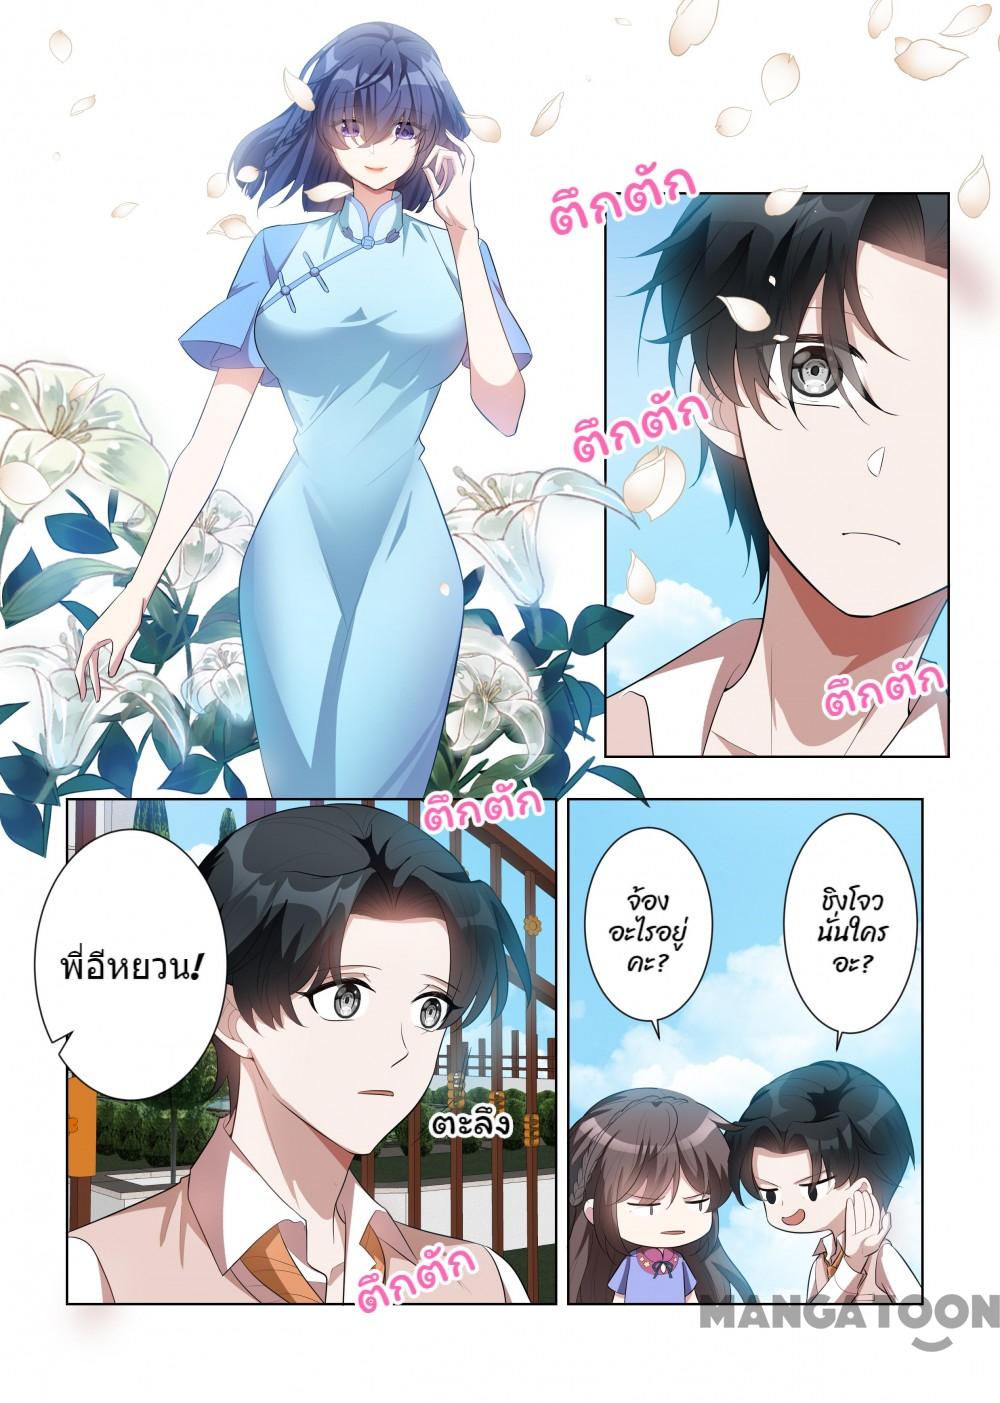 ตึกตัก
ตึกตัก
ตึกตัก
ตึกตัก
พี่อีหยวน!
ตะลึง
ตึกตัก
จ้อง
อะไรอยู่
คะ?
ชิงโจว
นั่นใคร
อะ?
MANGATOON